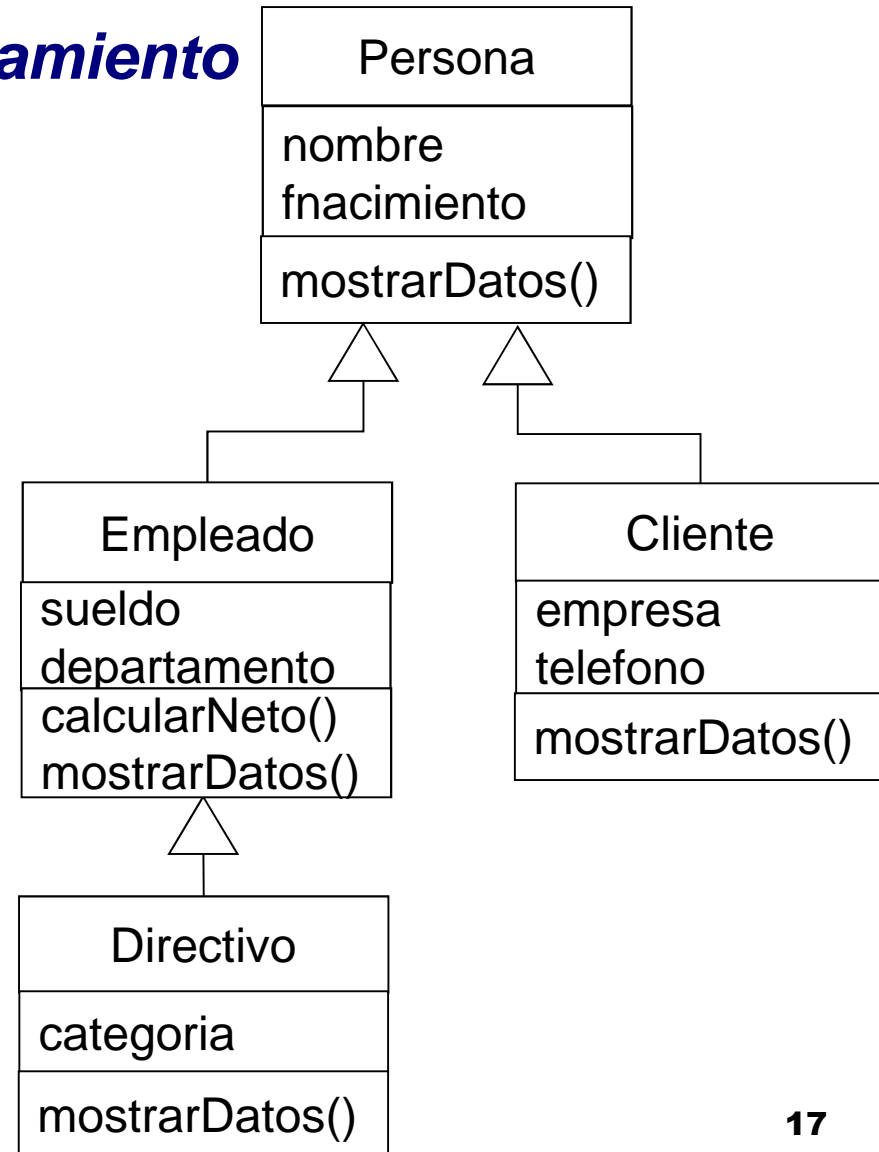 amiento
Persona
nombre
fnacimiento
mostrarDatos()
Empleado
sueldo
departamento
calcularNeto()
mostrarDatos()
Cliente
empresa
telefono
mostrarDatos()
Directivo
categoria
mostrarDatos()
17